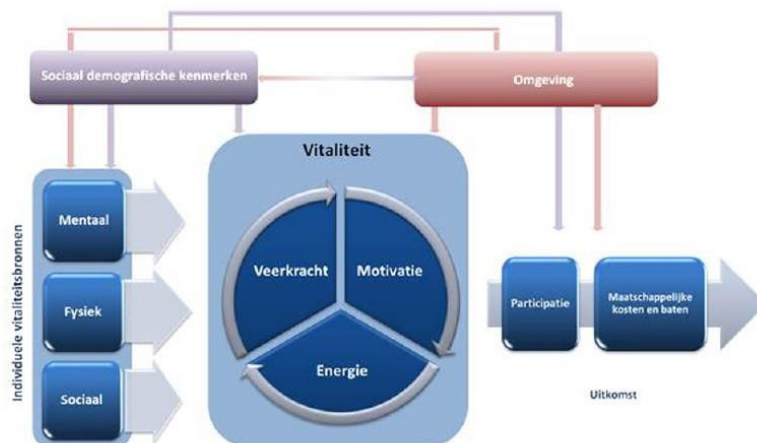 Sociaal demografische kenmerken
Omgeving
Individuele vitaliteitsbronnen
Mentaal
Fysiek
Sociaal
Vitaliteit
Veerkracht
Motivatie
Energie
Participatie
Maatschappelijke
kosten en baten
Uitkomst